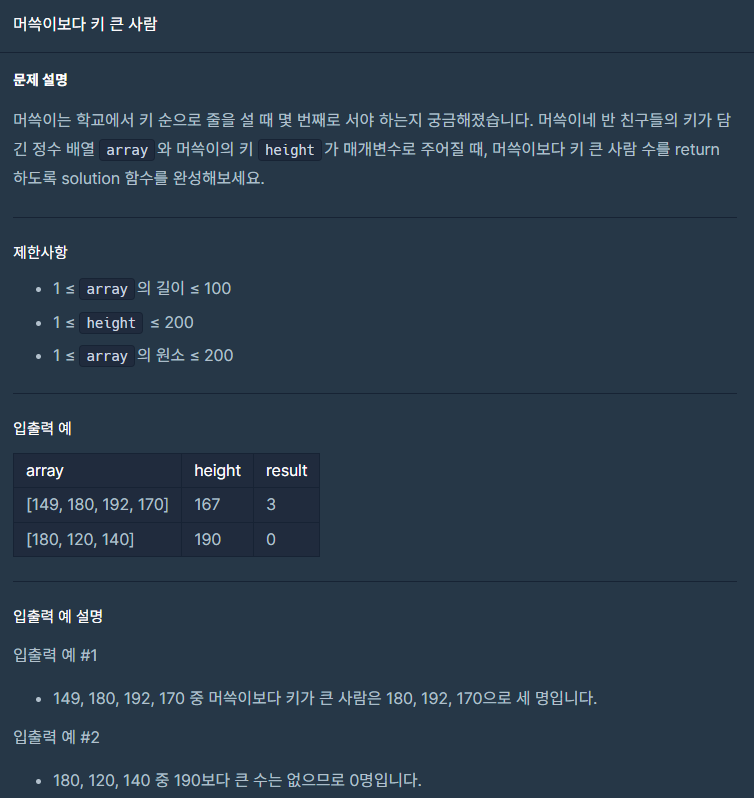 머쓱이보다 키 큰 사람
문제 설명
머쓱이는 학교에서 키 순으로 줄을 설 때 몇 번째로 서야 하는지 궁금해졌습니다. 머쓱이네 반 친구들의 키가 담
긴 정수 배열 array 와 머쓱이의 키 height 가 매개변수로 주어질 때, 머쓱이보다 키 큰 사람 수를 return
하도록 solution 함수를 완성해보세요.
제한사항
• 1 ≤ array 의 길이 ≤ 100
• 1 ≤ height ≤ 200
• 1 ≤ array 의 원소 ≤ 200
입출력 예
array height result
[149, 180, 192, 170] 167 3
[180, 120, 140] 190 0
입출력 예 설명
입출력 예 #1
• 149, 180, 192, 170 중 머쓱이보다 키가 큰 사람은 180, 192, 170으로 세 명입니다.
입출력 예 #2
• 180, 120, 140 중 190보다 큰 수는 없으므로 0명입니다.